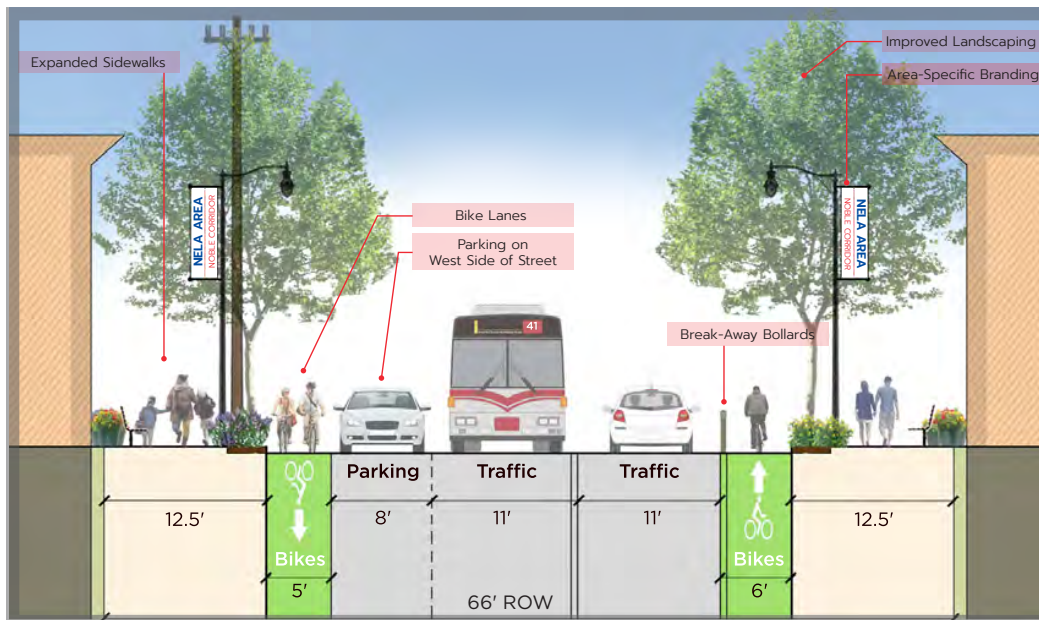 Improved Landscaping
Expanded Sidewalks
Area-Specific Branding
NELA AREA
NOBLE CORRIDOR
NELA AREA
NOBLE CORRIDOR
Bike Lanes
Parking on
West Side of Street
41
Break-Away Bollards
Parking
Traffic
Traffic
12.5'
8'
11'
11'
12.5'
Bikes
Bikes
5'
6'
66' ROW